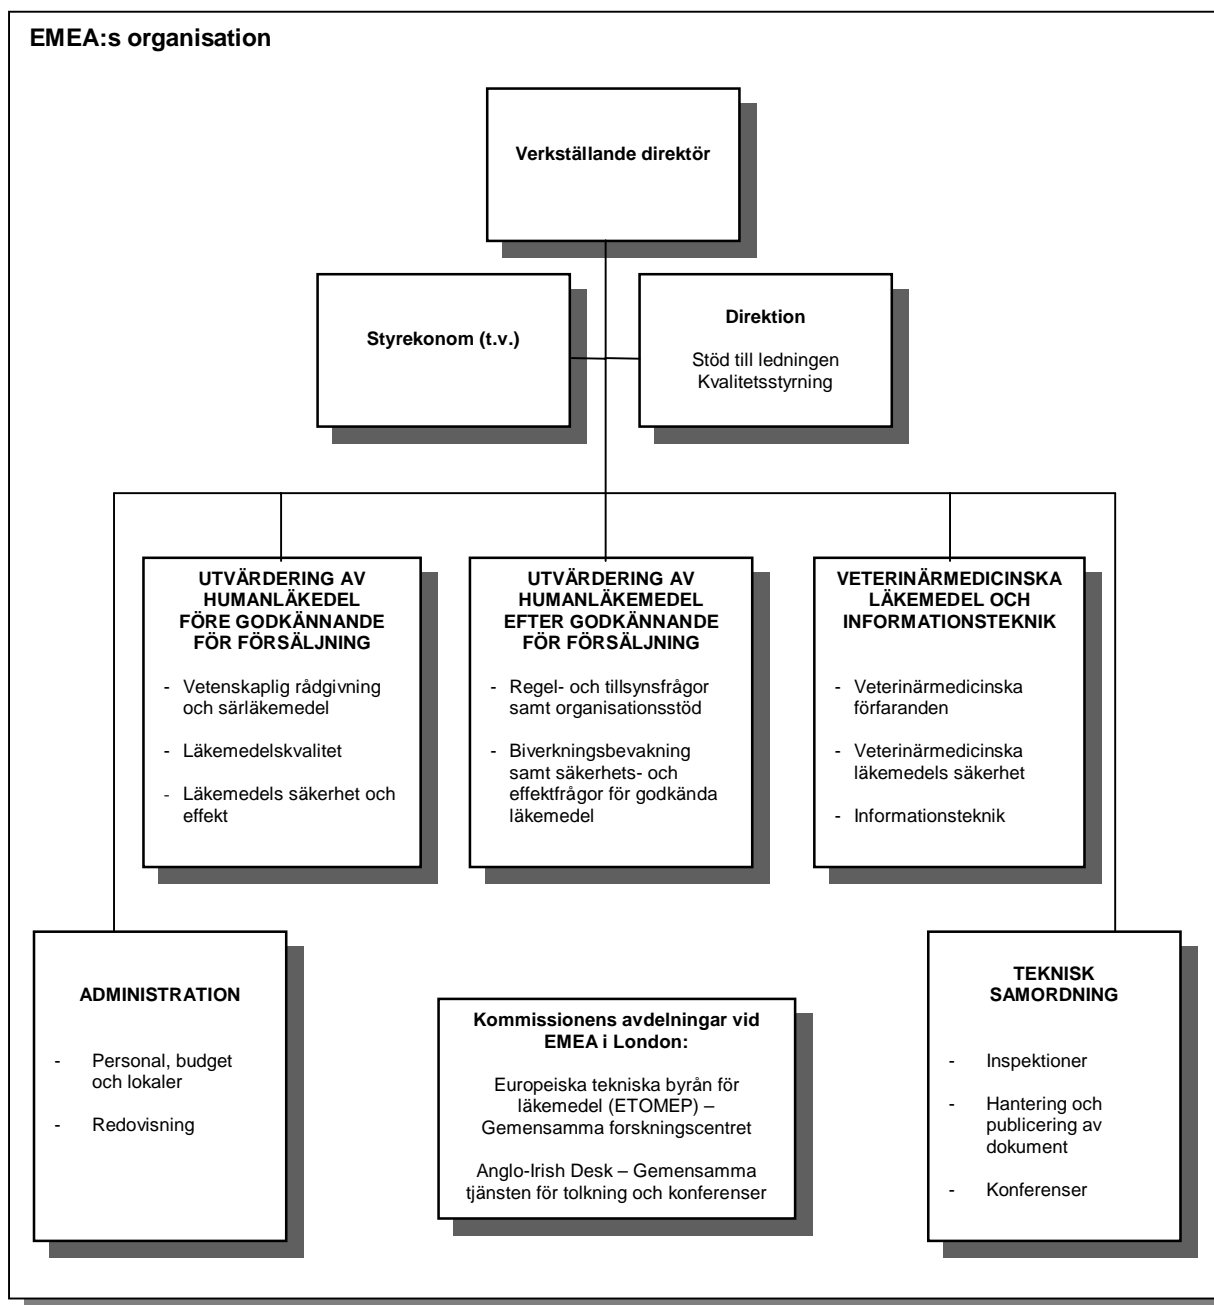 EMEA:s organisation
Verkställande direktör
Styrekonom (t.v.)
Direktion
Stöd till ledningen
Kvalitetsstyrning
UTVÄRDERING AV
HUMANLÄKEDEL
FÖRE GODKÄNNANDE
FÖR FÖRSÄLJNING
- Vetenskaplig rådgivning
och särläkemedel
- Läkemedelskvalitet
- Läkemedels säkerhet och
effekt
UTVÄRDERING AV
HUMANLÄKEMEDEL
EFTER GODKÄNNANDE
FÖR FÖRSÄLJNING
- Regel- och tillsynsfrågor
samt organisationsstöd
- Biverkningsbevakning
samt säkerhets- och
effektfrågor för godkända
läkemedel
VETERINÄRMEDICINSKA
LÄKEMEDEL OCH
INFORMATIONSTEKNIK
- Veterinärmedicinska
förfaranden
- Veterinärmedicinska
läkemedels säkerhet
- Informationsteknik
ADMINISTRATION
- Personal, budget
och lokaler
- Redovisning
Kommissionens avdelningar vid
EMEA i London:
Europeiska tekniska byrån för
läkemedel (ETOMEP) –
Gemensamma forskningscentret
Anglo-Irish Desk – Gemensamma
tjänsten för tolkning och konferenser
TEKNISK
SAMORDNING
- Inspektioner
- Hantering och
publicering av
dokument
- Konferenser